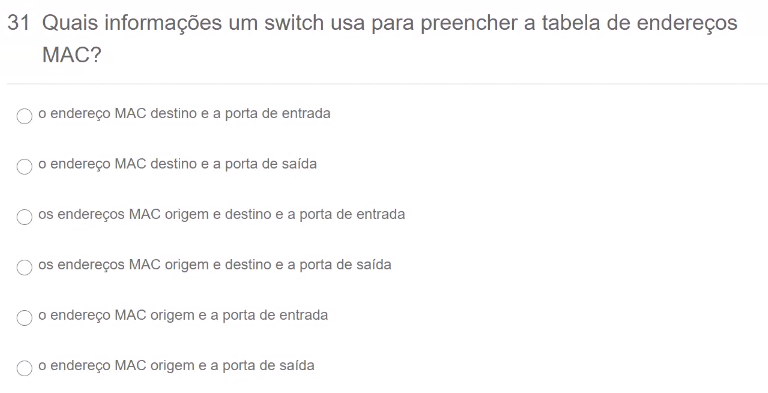 31 Quais informações um switch usa para preencher a tabela de endereços
MAC?
o endereço MAC destino e a porta de entrada
o endereço MAC destino e a porta de saída
os endereços MAC origem e destino e a porta de entrada
os endereços MAC origem e destino e a porta de saída
o endereço MAC origem e a porta de entrada
o endereço MAC origem e a porta de saída